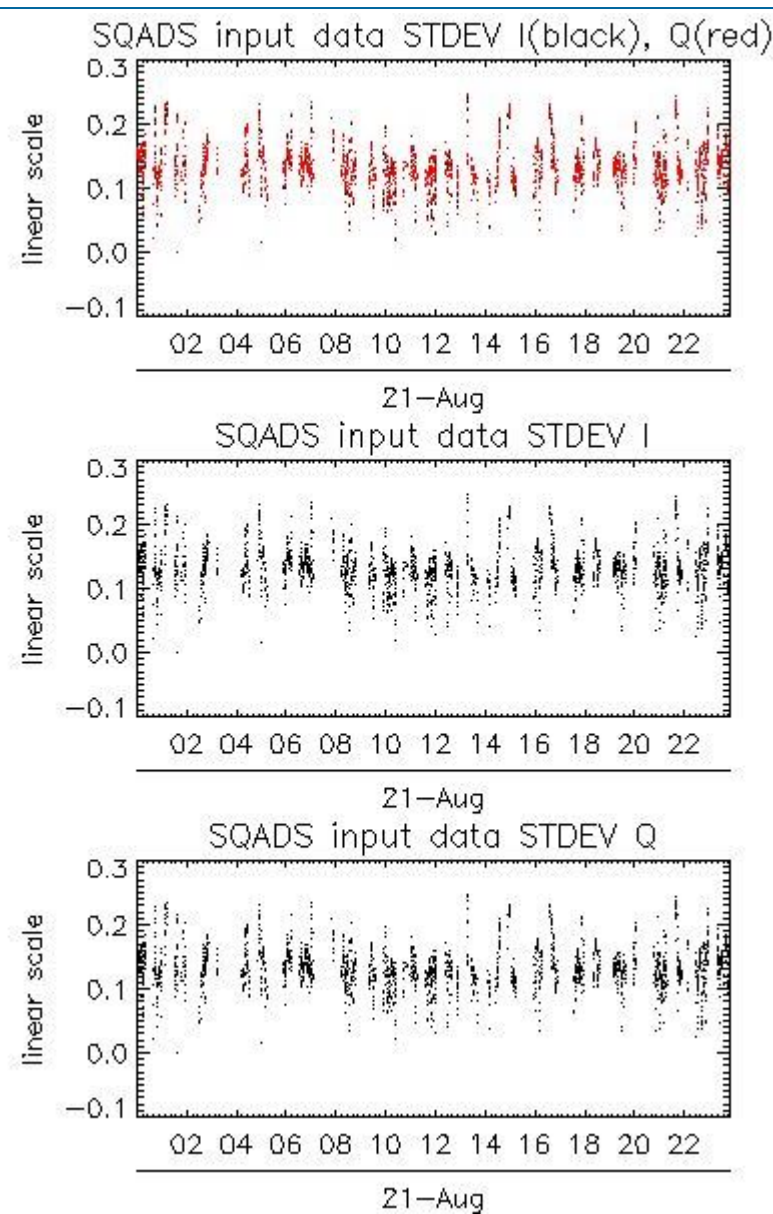 SQADS input data STDEV I(black), Q(red)
0.3
0.2
0.1
0.0
−0.1
linear scale
02 04 06 08 10 12 14 16 18 20 22
21−Aug
SQADS input data STDEV I
0.3
0.2
0.1
0.0
−0.1
linear scale
02 04 06 08 10 12 14 16 18 20 22
21−Aug
SQADS input data STDEV Q
0.3
0.2
0.1
0.0
−0.1
linear scale
02 04 06 08 10 12 14 16 18 20 22
21−Aug